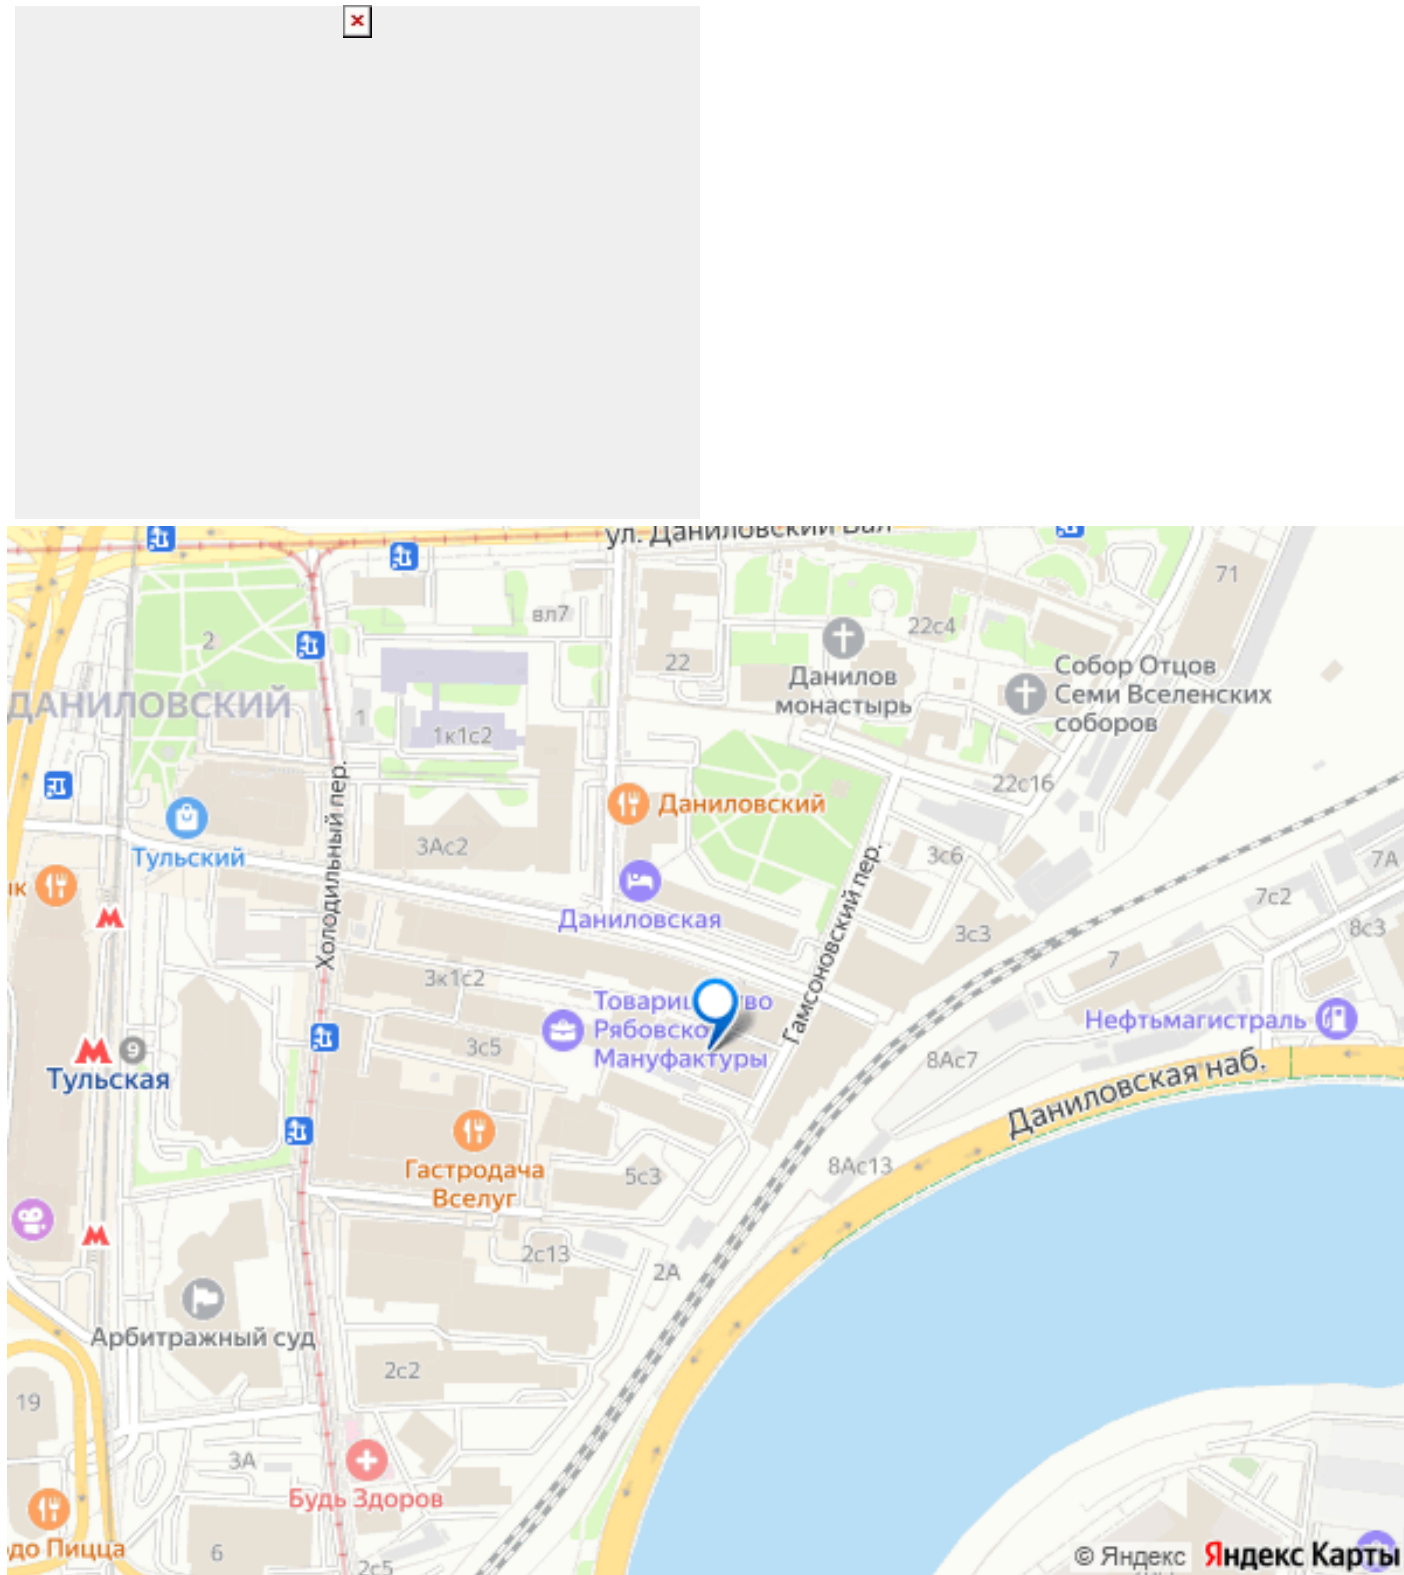 ул. Даниловский Вал
71
вл7
2
22с4
22
Данилов
монастырь
Собор Отцов
Семи Вселенских
соборов
ДАНИЛОВСКИЙ
1
1к1с2
22с16
Холодильный пер.
Даниловский
Тульский
3Ас2
3с6
7А
к
7с2
Даниловская
Гамсоновский пер.
8с3
3с3
7
3к1с2
Рябовско
Мануфактуры
Нефтьмагистраль
3с5
9
Тульская
8Ас7
Даниловская наб.
Гастродача
Вселуг
5с3
8Ас13
2с13
2А
Арбитражный суд
2с2
19
3А
Будь Здоров
до Пицца
6
2с5
© Яндекс Яндекс Карты